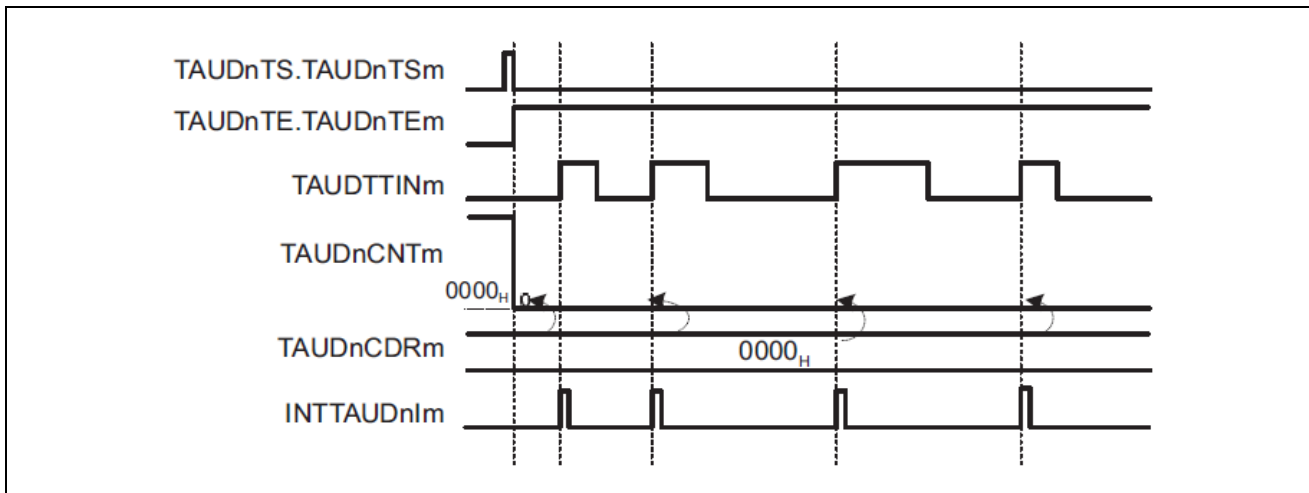 TAUDnTS.TAUDnTSm
TAUDnTE.TAUDnTEm
TAUDTTINm
TAUDnCNTm
0000H 0
TAUDnCDRm
0000H
INTTAUDnIm